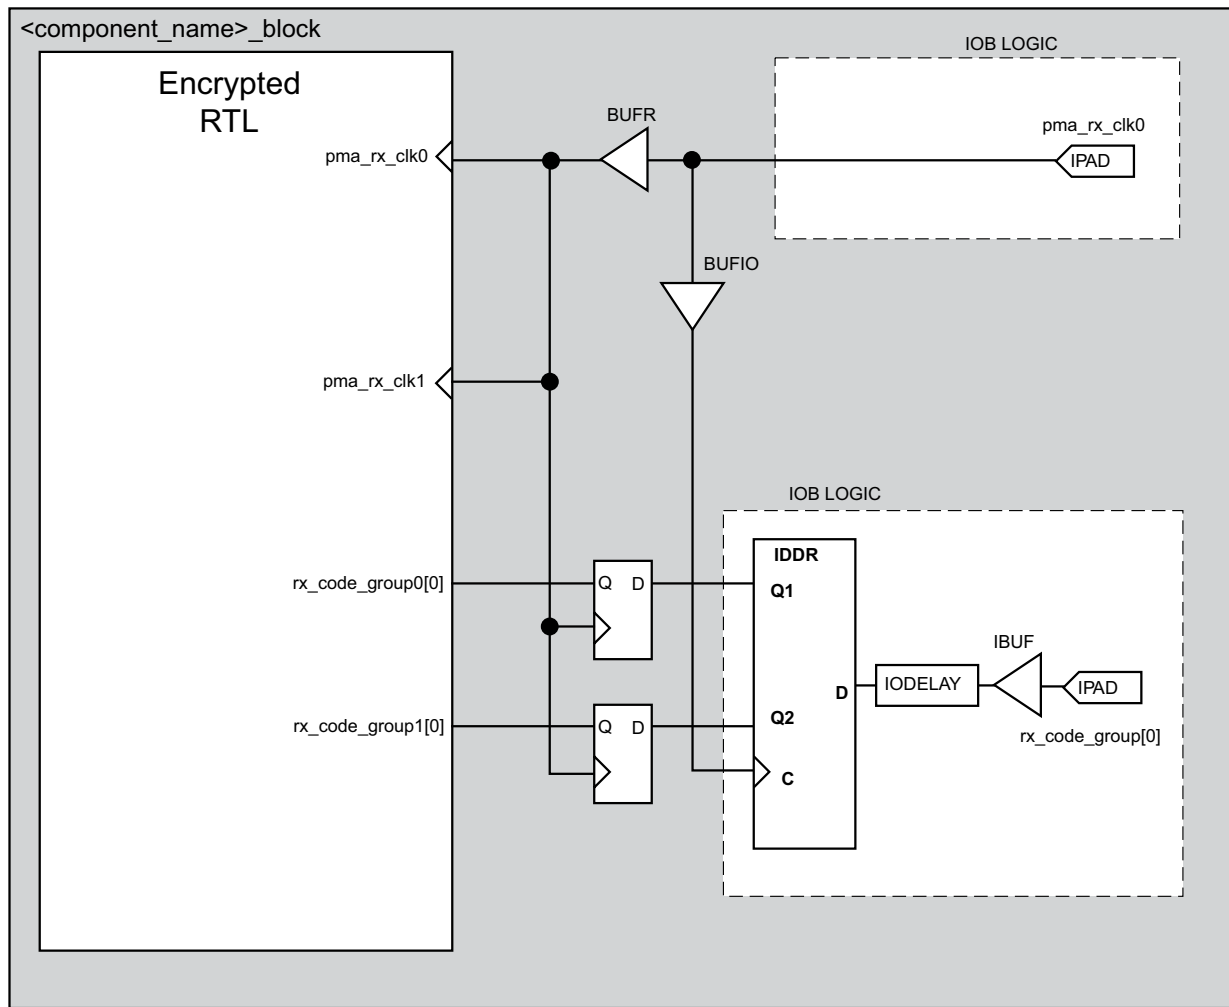 <component_name>_block
IOB LOGIC
Encrypted
RTL
BUFR
pma_rx_clk0
pma_rx_clk0
IPAD
BUFIO
pma_rx_clk1
IOB LOGIC
IDDR
rx_code_group0[0]
Q D
Q1
IBUF
IODELAY
IPAD
D
rx_code_group1[0]
Q D
Q2
rx_code_group[0]
C